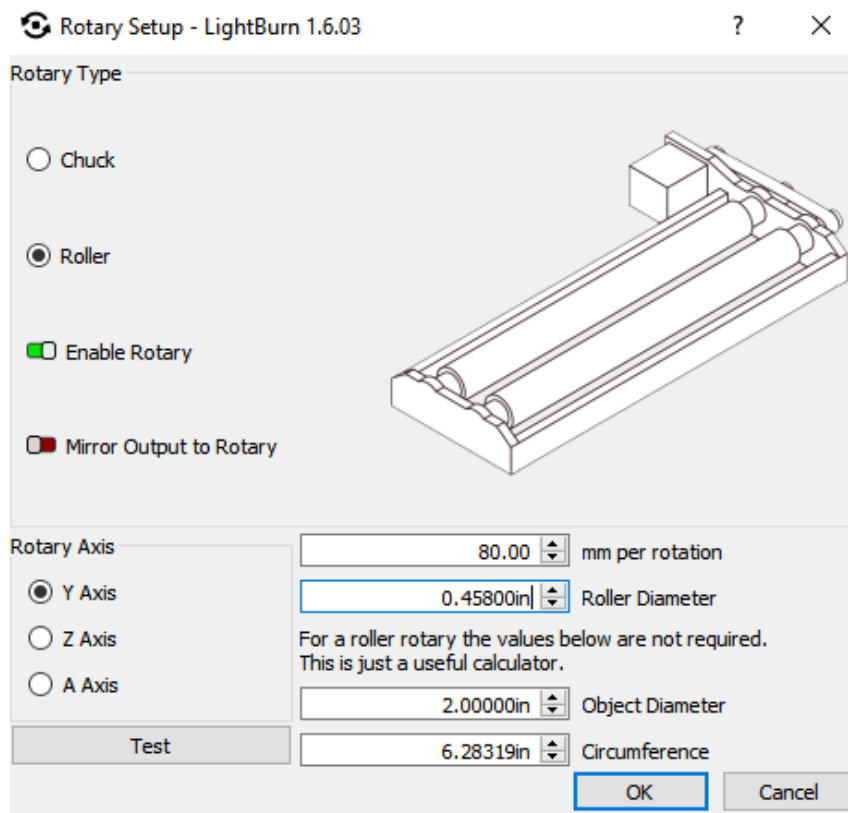 Rotary Setup - LightBurn 1.6.03
?
Rotary Type
Chuck
Roller
Enable Rotary
Mirror Output to Rotary
Rotary Axis
Y Axis
Z Axis
A Axis
Test
80.00 mm per rotation
0.45800in Roller Diameter
For a roller rotary the values below are not required.
This is just a useful calculator.
2.00000in Object Diameter
6.28319in Circumference
OK
Cancel